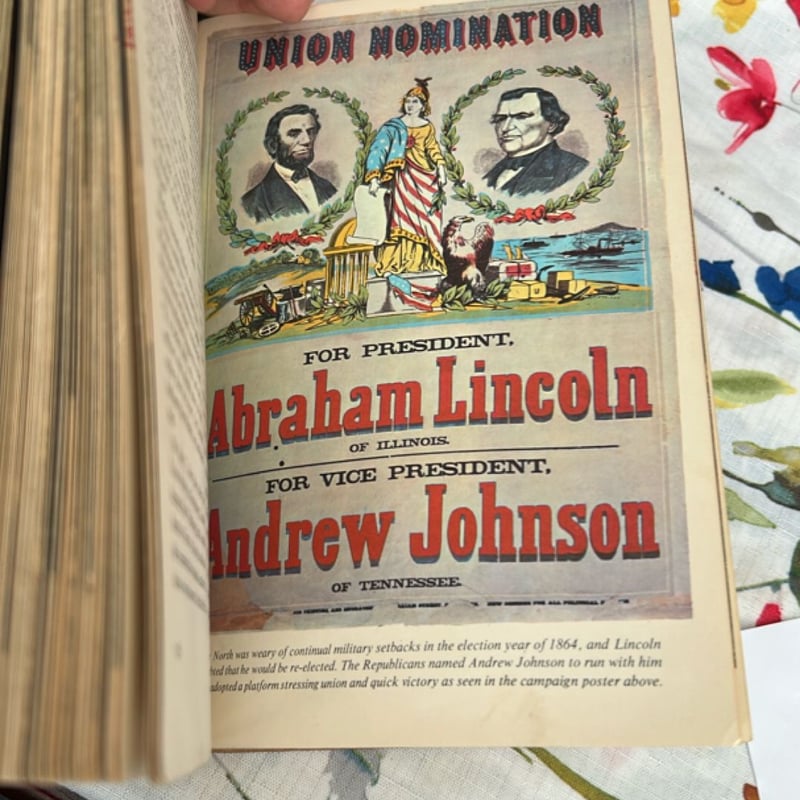 UNION NOMINATION
FOR PRESIDENT,
Abraham Lincoln
OF ILLINOIS.
FOR VICE PRESIDENT,
Andrew Johnson
OF TENNESSEE.
North was weary of continual military setbacks in the election year of 1864, and Lincoln
that he would be re-elected. The Republicans named Andrew Johnson to run with him
adopted a platform stressing union and quick victory as seen in the campaign poster above.